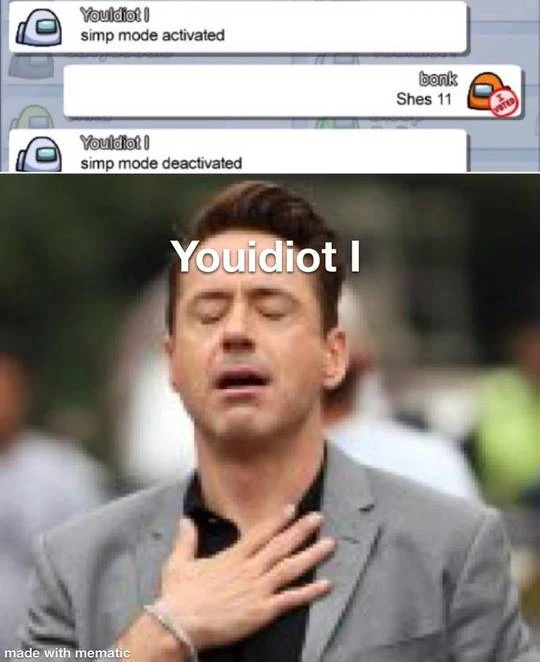 YouIdiot I
simp mode activated
bonk
Shes 11
I VOTED
YouIdiot I
simp mode deactivated
Youidiot I
made with mematic